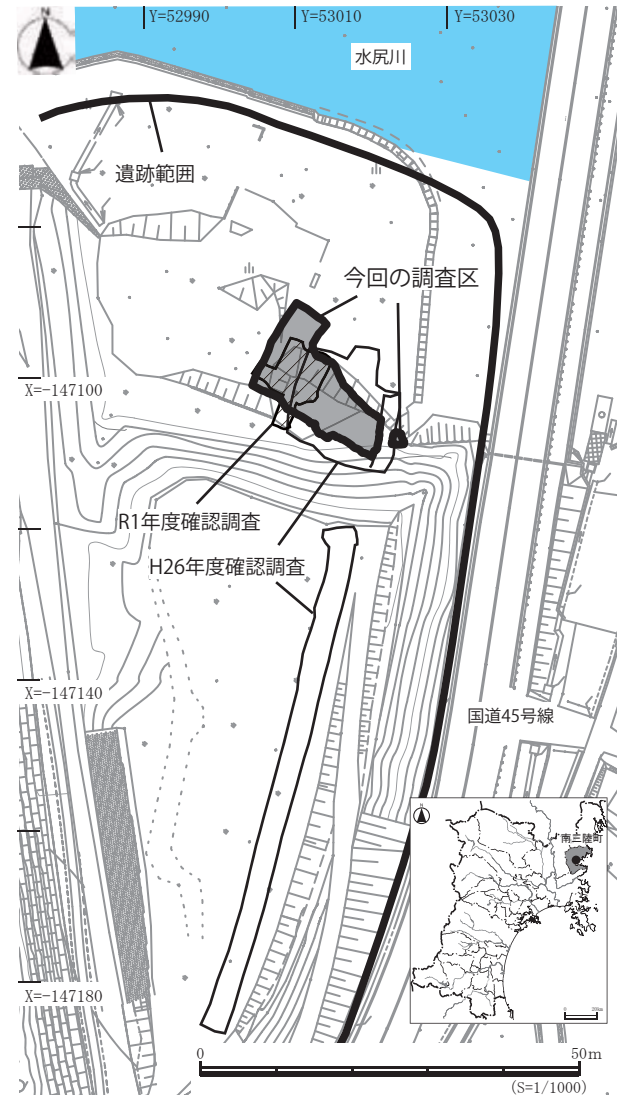 N
Y=52990
Y=53010
Y=53030
水尻川
遺跡範囲
今回の調査区
X=-147100
R1年度確認調査
H26年度確認調査
X=-147140
国道45号線
N
南三陸町
X=-147180
0
20km
0
50m
(S=1/1000)